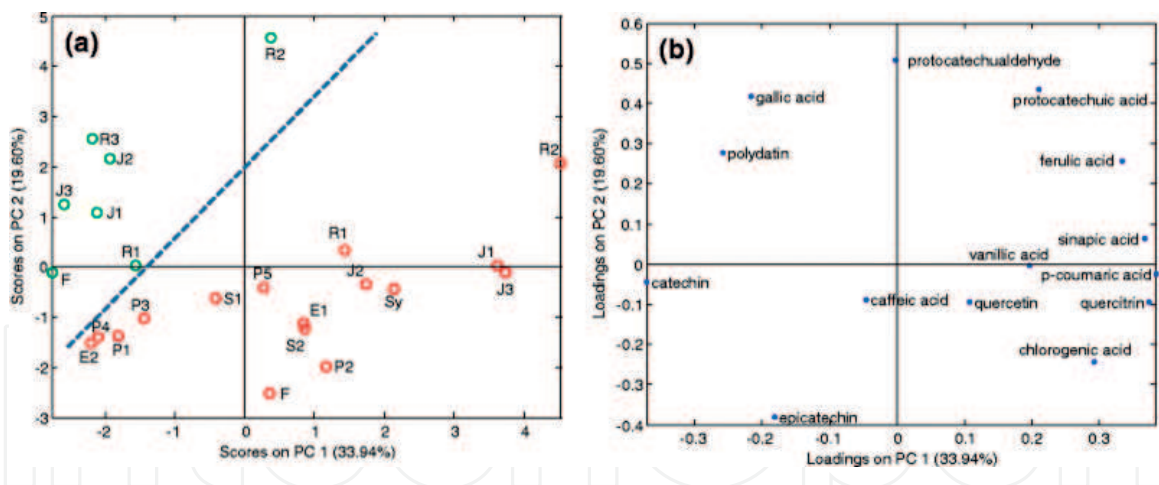 (a)
5
4
3
2
1
0
-1
-2
-3
Scores on PC 2 (19.60%)
R2
R3
J2
J3
J1
R1
F
R2
R1
J1
J2
J3
P5
Sy
S1
P3
E1
S2
P4
E2
P1
P2
F
-2
-1
0
1
2
3
4
Scores on PC 1 (33.94%)
(b)
0.6
0.5
0.4
0.3
0.2
0.1
0
-0.1
-0.2
-0.3
-0.4
Loadings on PC 2 (19.60%)
protocatechualdehyde
gallic acid
protocatechuic acid
polydatin
ferulic acid
sinapic acid
vanillic acid
p-coumaric acid
catechin
caffeic acid
quercetin
quercitrin
chlorogenic acid
epicatechin
-0.3
-0.2
-0.1
0
0.1
0.2
0.3
Loadings on PC 1 (33.94%)